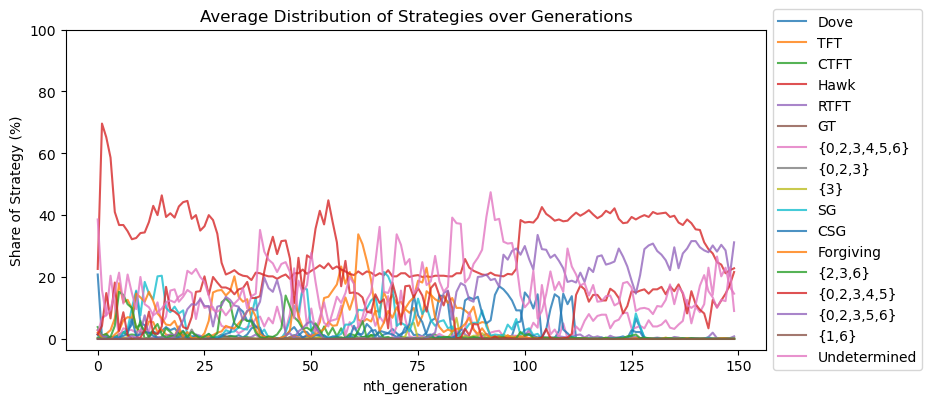 Average Distribution of Strategies over Generations
Share of Strategy (%)
100
80
60
40
20
0
0 25 50 75 100 125 150
nth_generation
Dove
TFT
CTFT
Hawk
RTFT
GT
{0,2,3,4,5,6}
{0,2,3}
{3}
SG
CSG
Forgiving
{2,3,6}
{0,2,3,4,5}
{0,2,3,5,6}
{1,6}
Undetermined